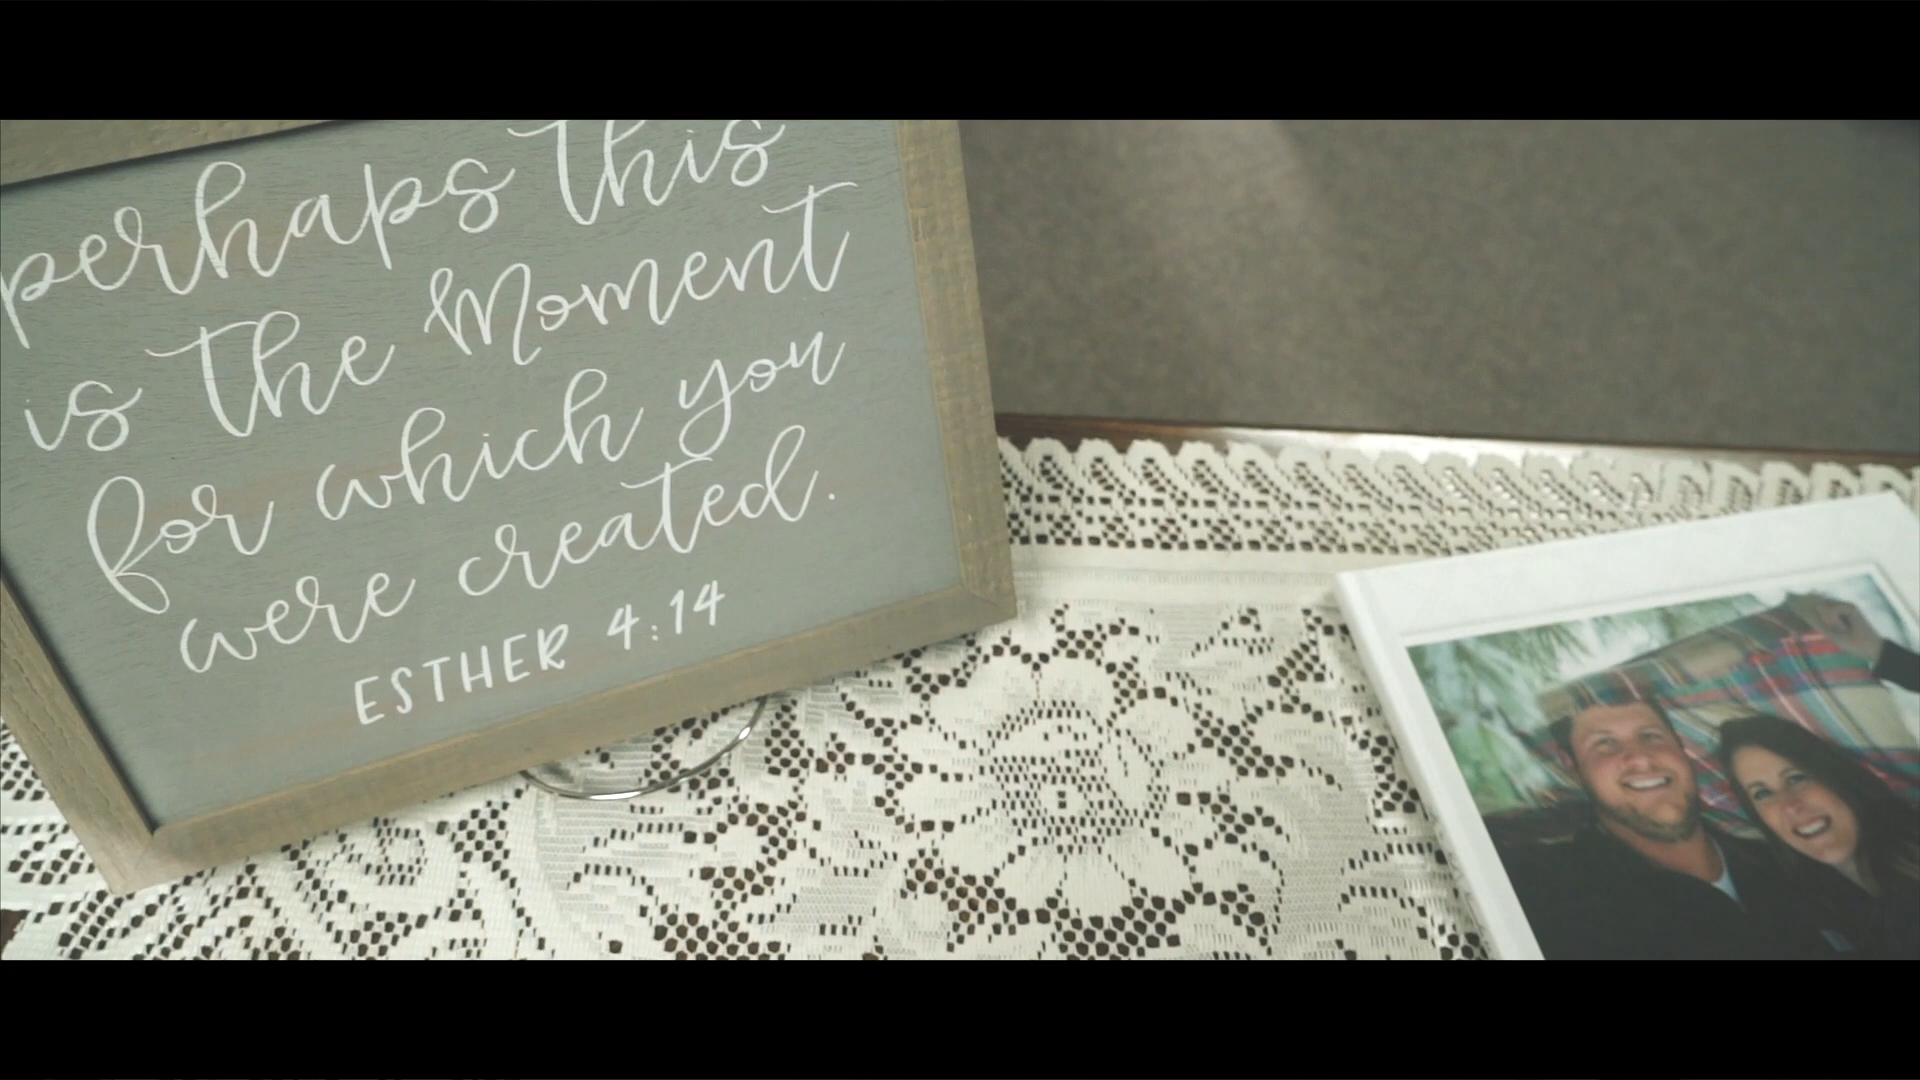 perhaps this
is the Moment
for which you
were created.
ESTHER 4:14